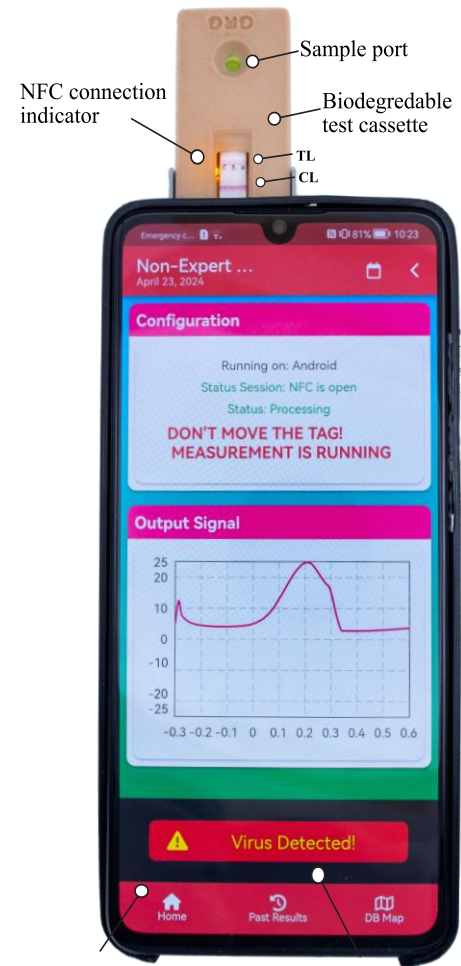 GRG
Sample port
NFC connection
indicator
Biodegredable
test cassette
TL
CL
Emergency c...
81%
10:23
Non-Expert ...
April 23, 2024
Configuration
Running on: Android
Status Session: NFC is open
Status: Processing
DON'T MOVE THE TAG!
MEASUREMENT IS RUNNING
Output Signal
25
20
10
0
-10
-20
-25
-0.3 -0.2 -0.1 0 0.1 0.2 0.3 0.4 0.5 0.6
Virus Detected!
Home
Past Results
DB Map